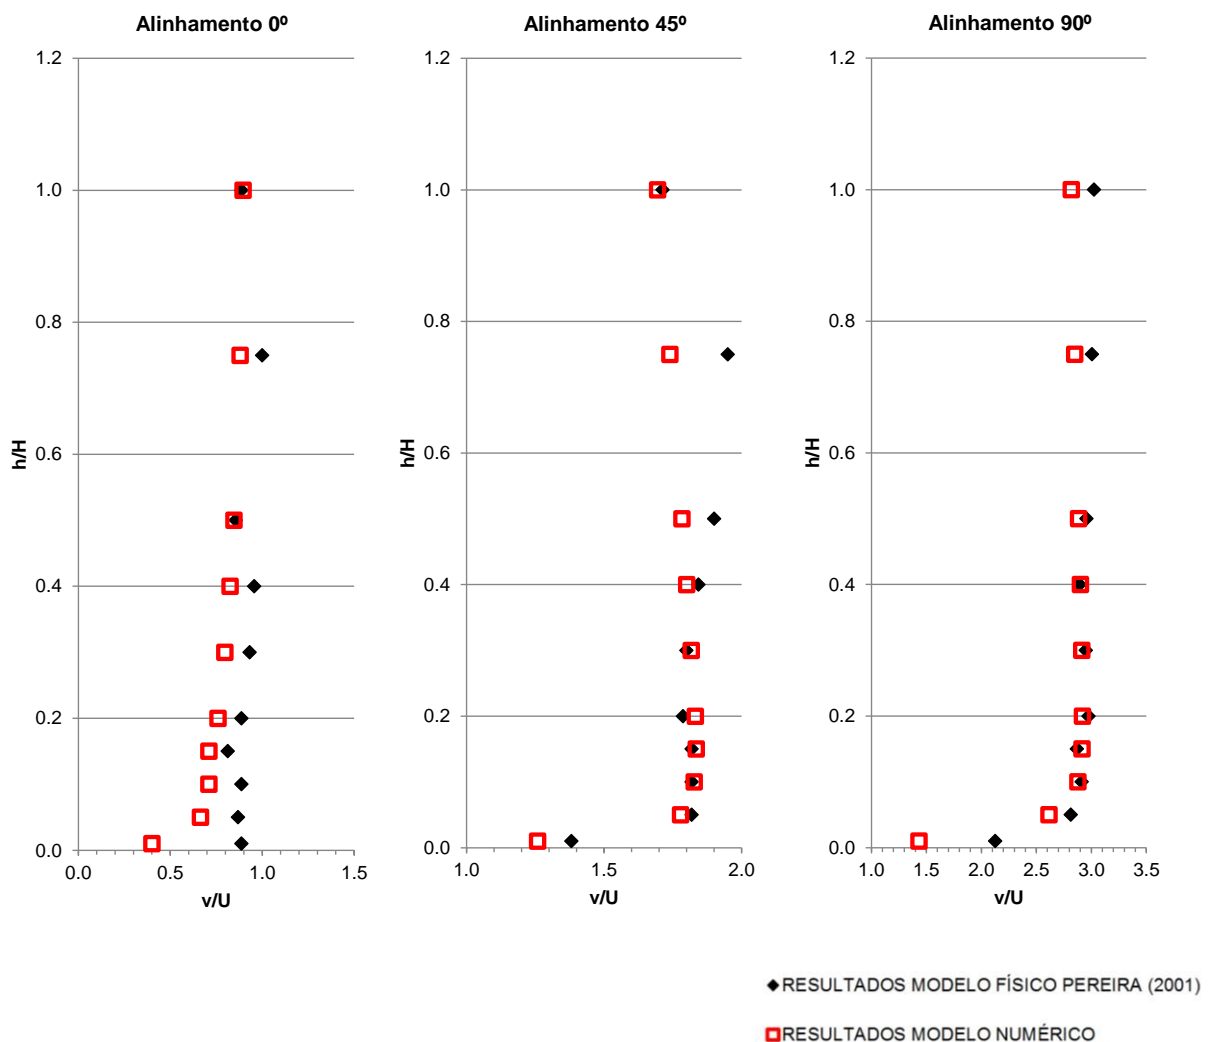 Alinhamento 0º
1.2
1.0
0.8
0.6
0.4
0.2
0.0
h/H
0.0 0.5 1.0 1.5
v/U
Alinhamento 45º
1.2
1.0
0.8
0.6
0.4
0.2
0.0
h/H
1.0 1.5 2.0
v/U
Alinhamento 90º
1.2
1.0
0.8
0.6
0.4
0.2
0.0
h/H
1.0 1.5 2.0 2.5 3.0 3.5
v/U
RESULTADOS MODELO FÍSICO PEREIRA (2001)
RESULTADOS MODELO NUMÉRICO